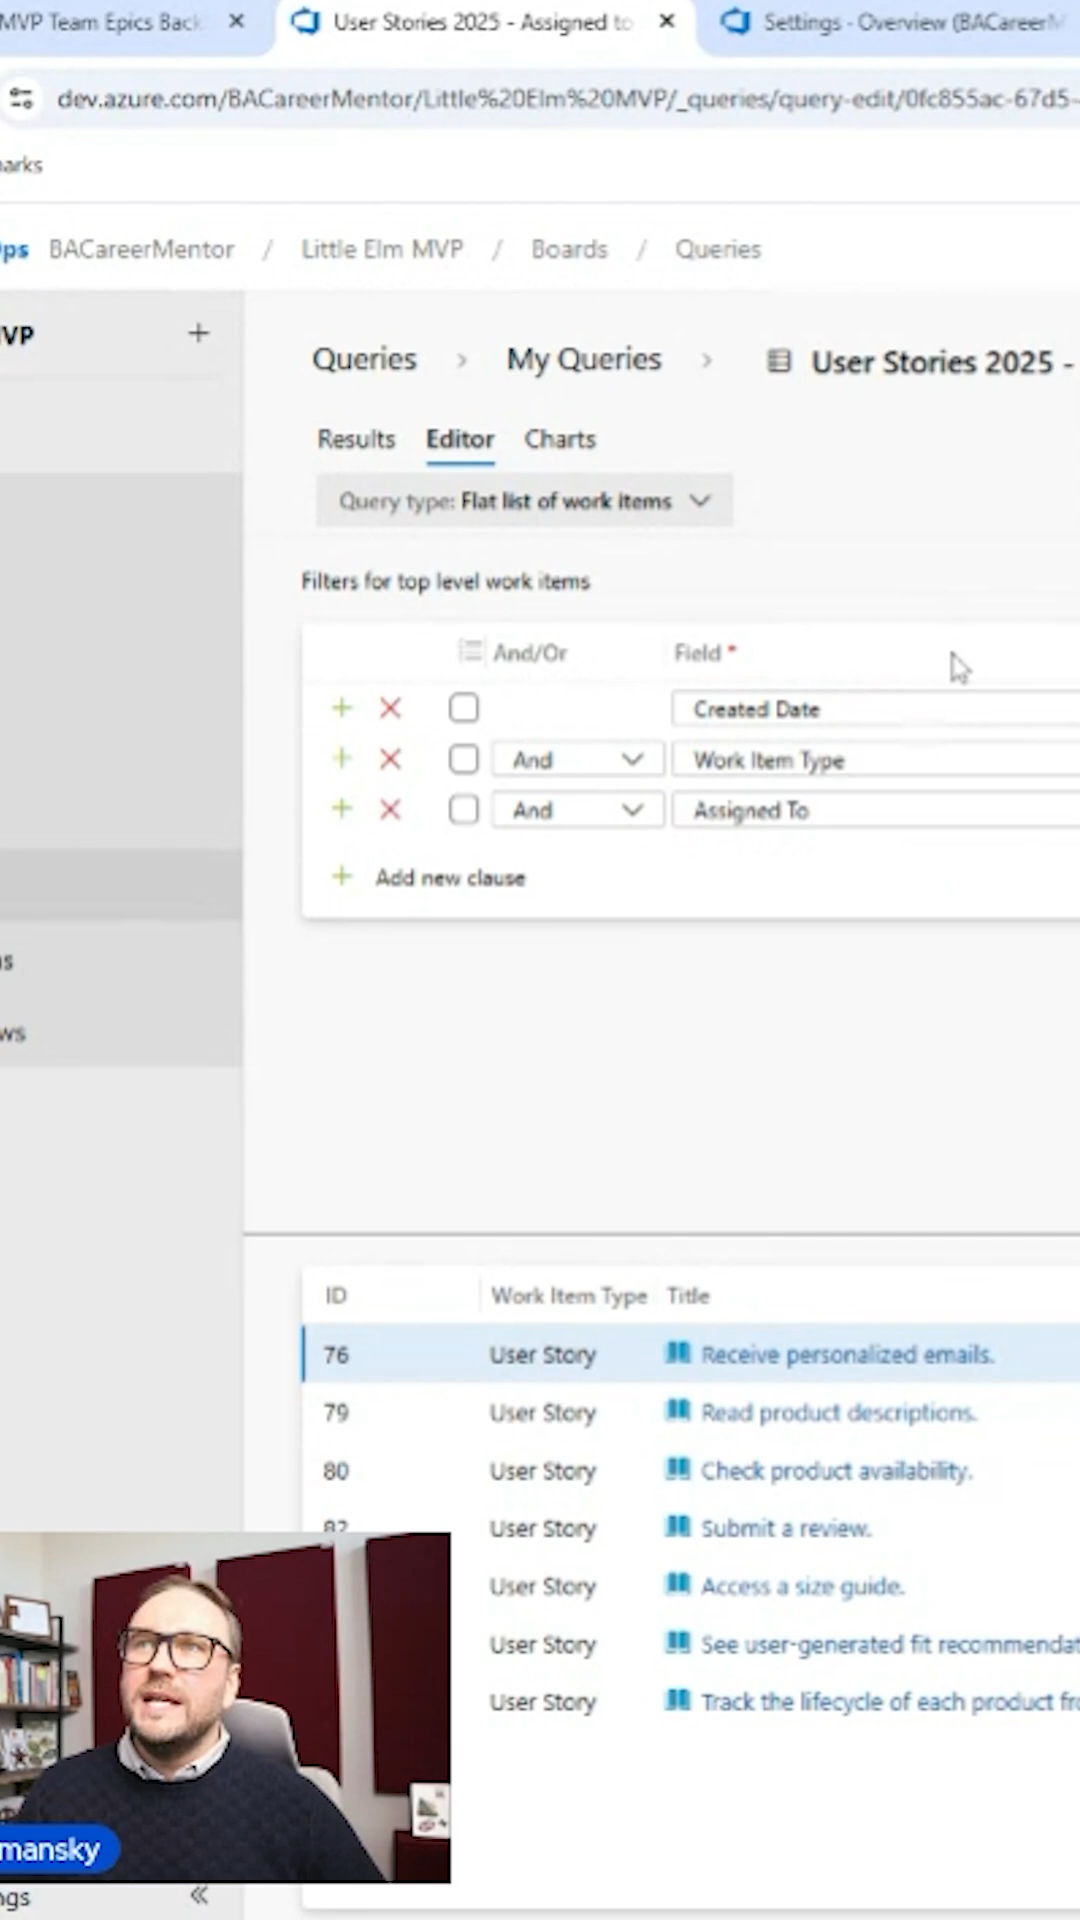 MVP Team Epics Back
User Stories 2025 - Assigned to
Settings - Overview (BACareerM
dev.azure.com/BACareerMentor/Little%20Elm%20MVP/_queries/query-edit/0fc855ac-67d5-
arks
ps BACareerMentor / Little Elm MVP / Boards / Queries
VP +
Queries > My Queries > User Stories 2025 -
Results Editor Charts
Query type: Flat list of work items
Filters for top level work items
And/Or Field *
Created Date
And Work Item Type
And Assigned To
+ Add new clause
s
ws
ID Work Item Type Title
76 User Story Receive personalized emails.
79 User Story Read product descriptions.
80 User Story Check product availability.
82 User Story Submit a review.
User Story Access a size guide.
User Story See user-generated fit recommendat
User Story Track the lifecycle of each product fr
mansky
ngs